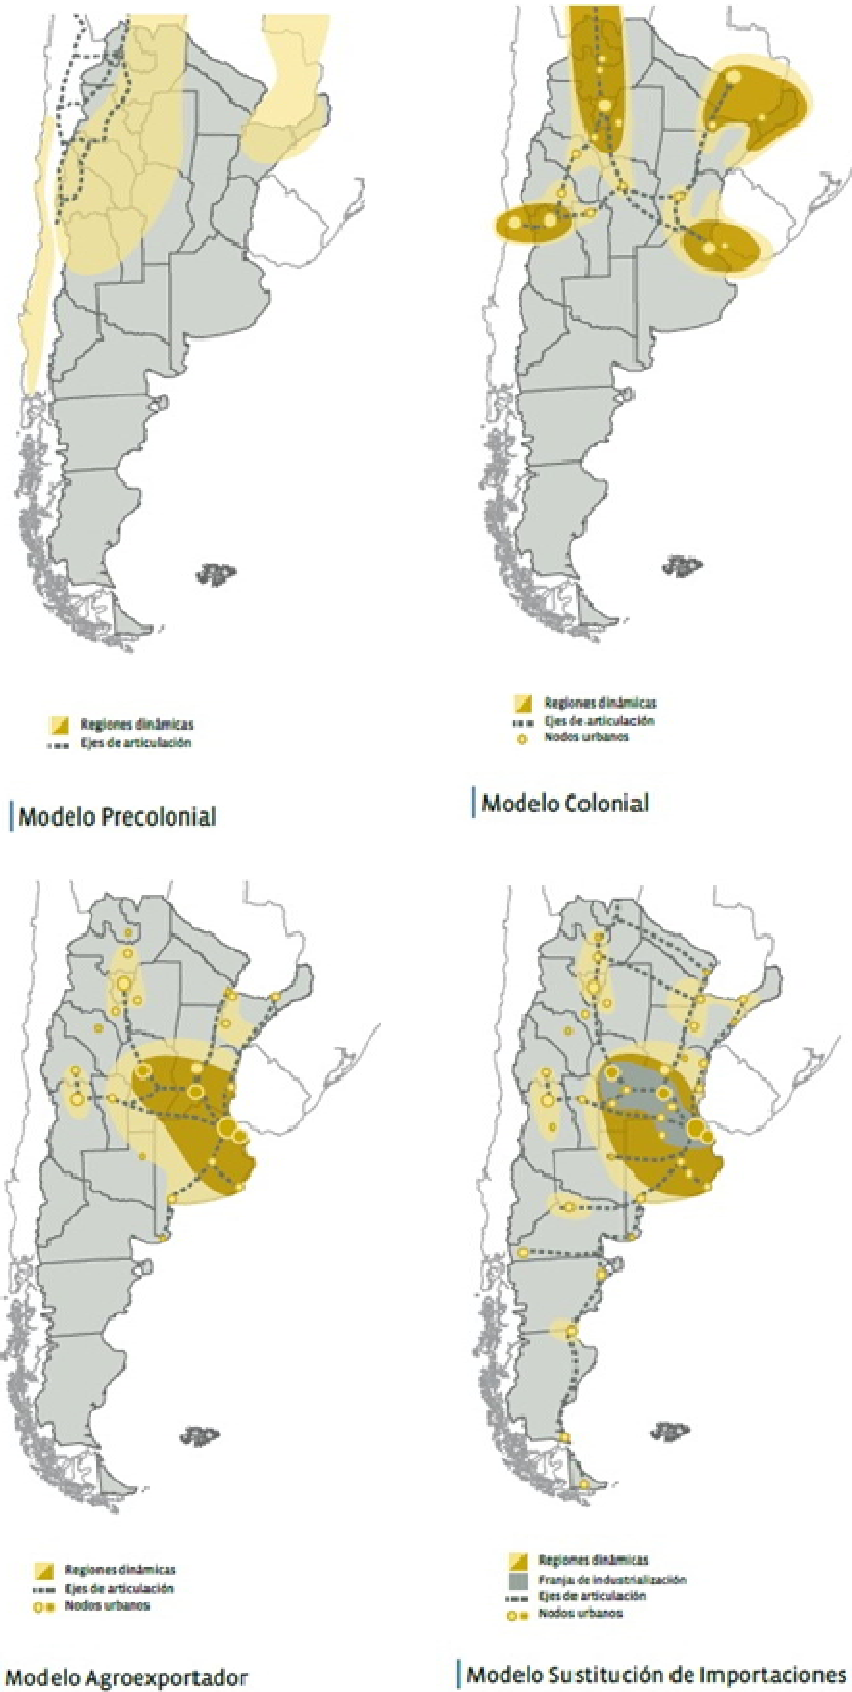 Regiones dinámicas
Ejes de articulación
Modelo Precolonial
Regiones dinámicas
Ejes de articulación
Nodos urbanos
Modelo Colonial
Regiones dinámicas
Ejes de articulación
Nodos urbanos
Modelo Agroexportador
Regiones dinámicas
Franja de industrialización
Ejes de articulación
Nodos urbanos
Modelo Sustitución de Importaciones